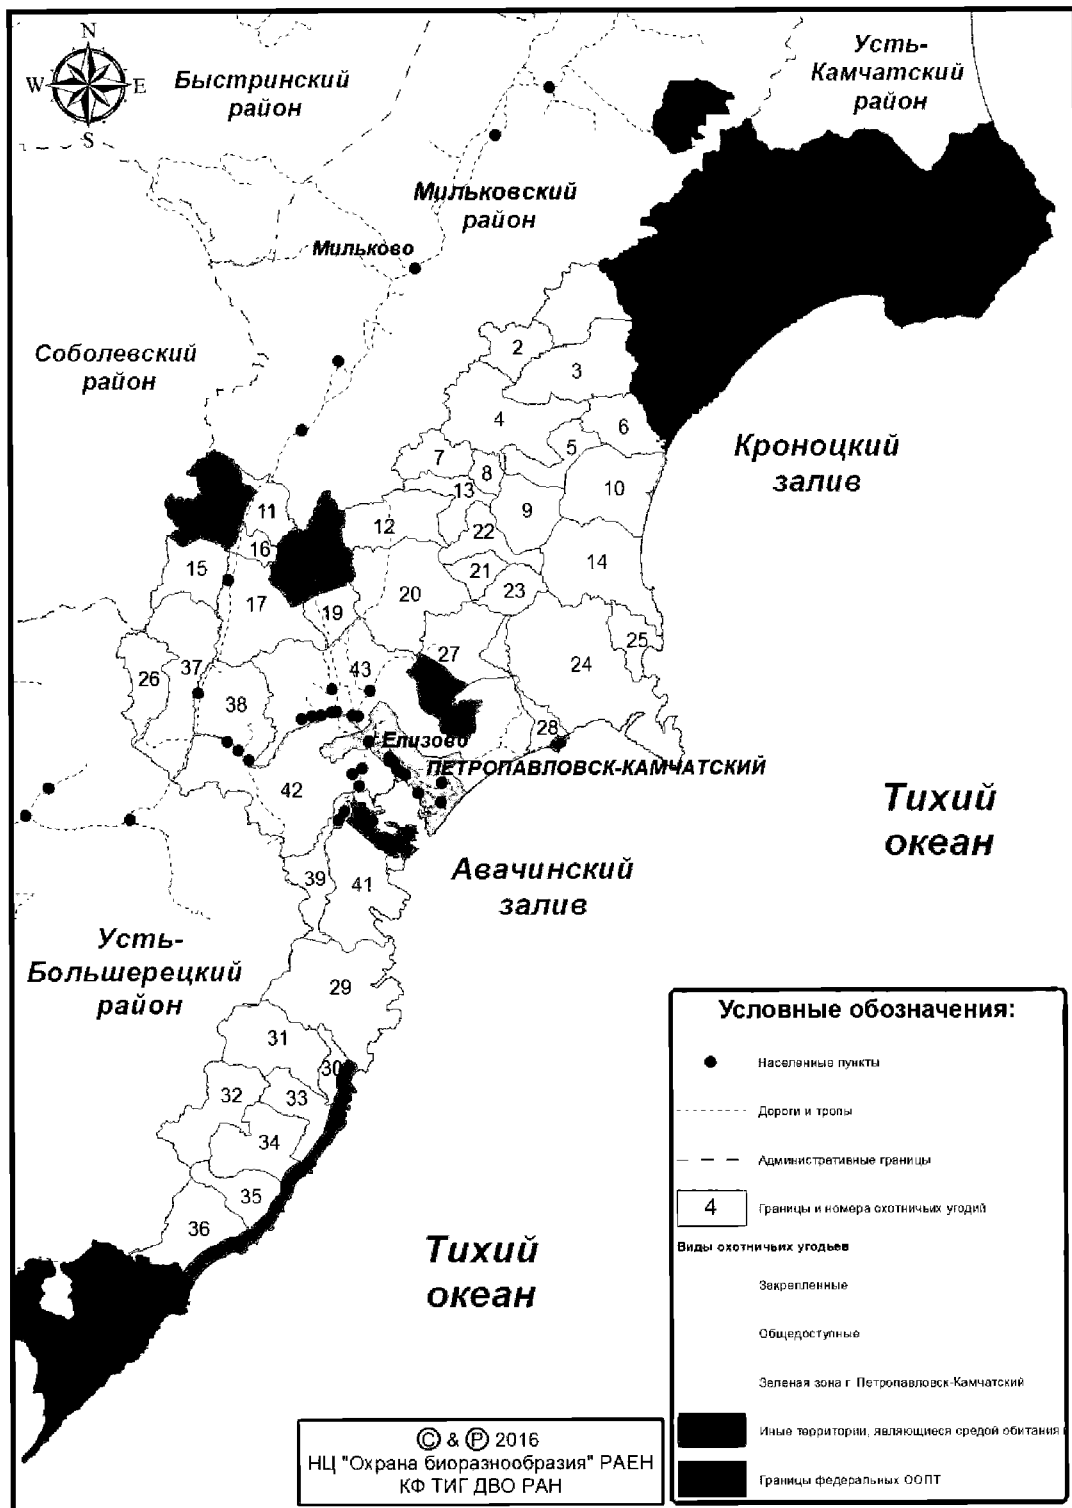 N
W E
S
Быстринский
район
Усть-
Камчатский
район
Мильковский
район
Мильково
Соболевский
район
2
3
4
6
5
7
8
Кроноцкий
залив
13
10
11
9
12
22
16
14
15
21
20
23
17
19
25
27
24
26
37
43
38
28
Елизово
ПЕТРОПАВЛОВСК-КАМЧАТСКИЙ
42
Тихий
океан
39
41
Авачинский
залив
Усть-
Большерецкий
район
29
31
30
32
33
34
35
36
Тихий
океан
Условные обозначения:
Населенные пункты
Дороги и тропы
Административные границы
4 Границы и номера охотничьих угодий
Виды охотничьих угодьев
Закрепленные
Общедоступные
Зеленая зона г Петропавловск-Камчатский
Иные территории, являющиеся средой обитания
Границы федеральных ООПТ
© & ℗ 2016
НЦ "Охрана биоразнообразия" РАЕН
КФ ТИГ ДВО РАН